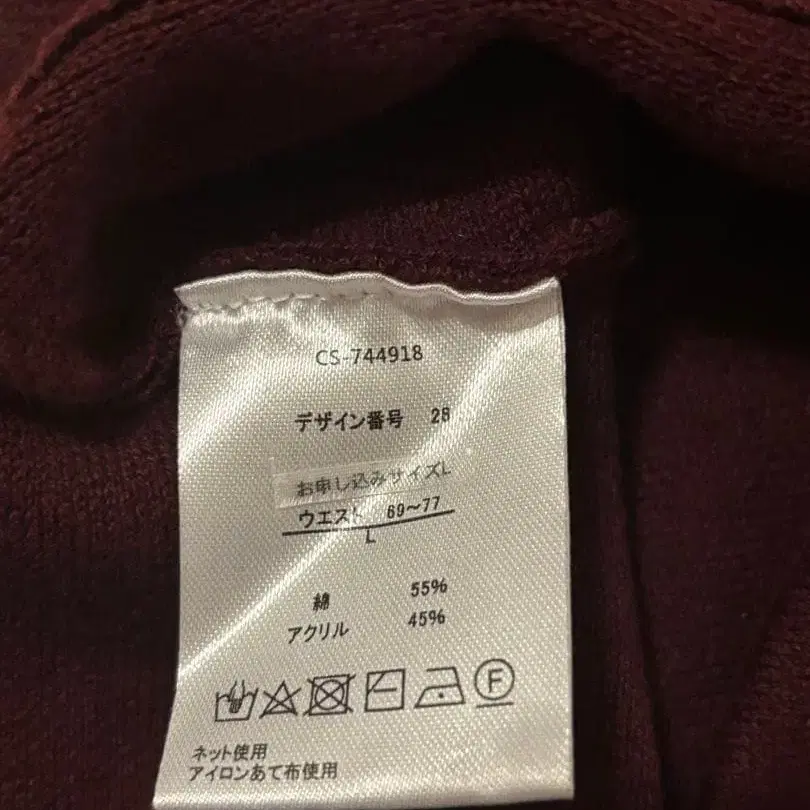 CS-744918
デザイン番号 28
お申し込みサイズL
ウエスト 69～77
L
綿 55%
アクリル 45%
F
ネット使用
アイロンあて布使用